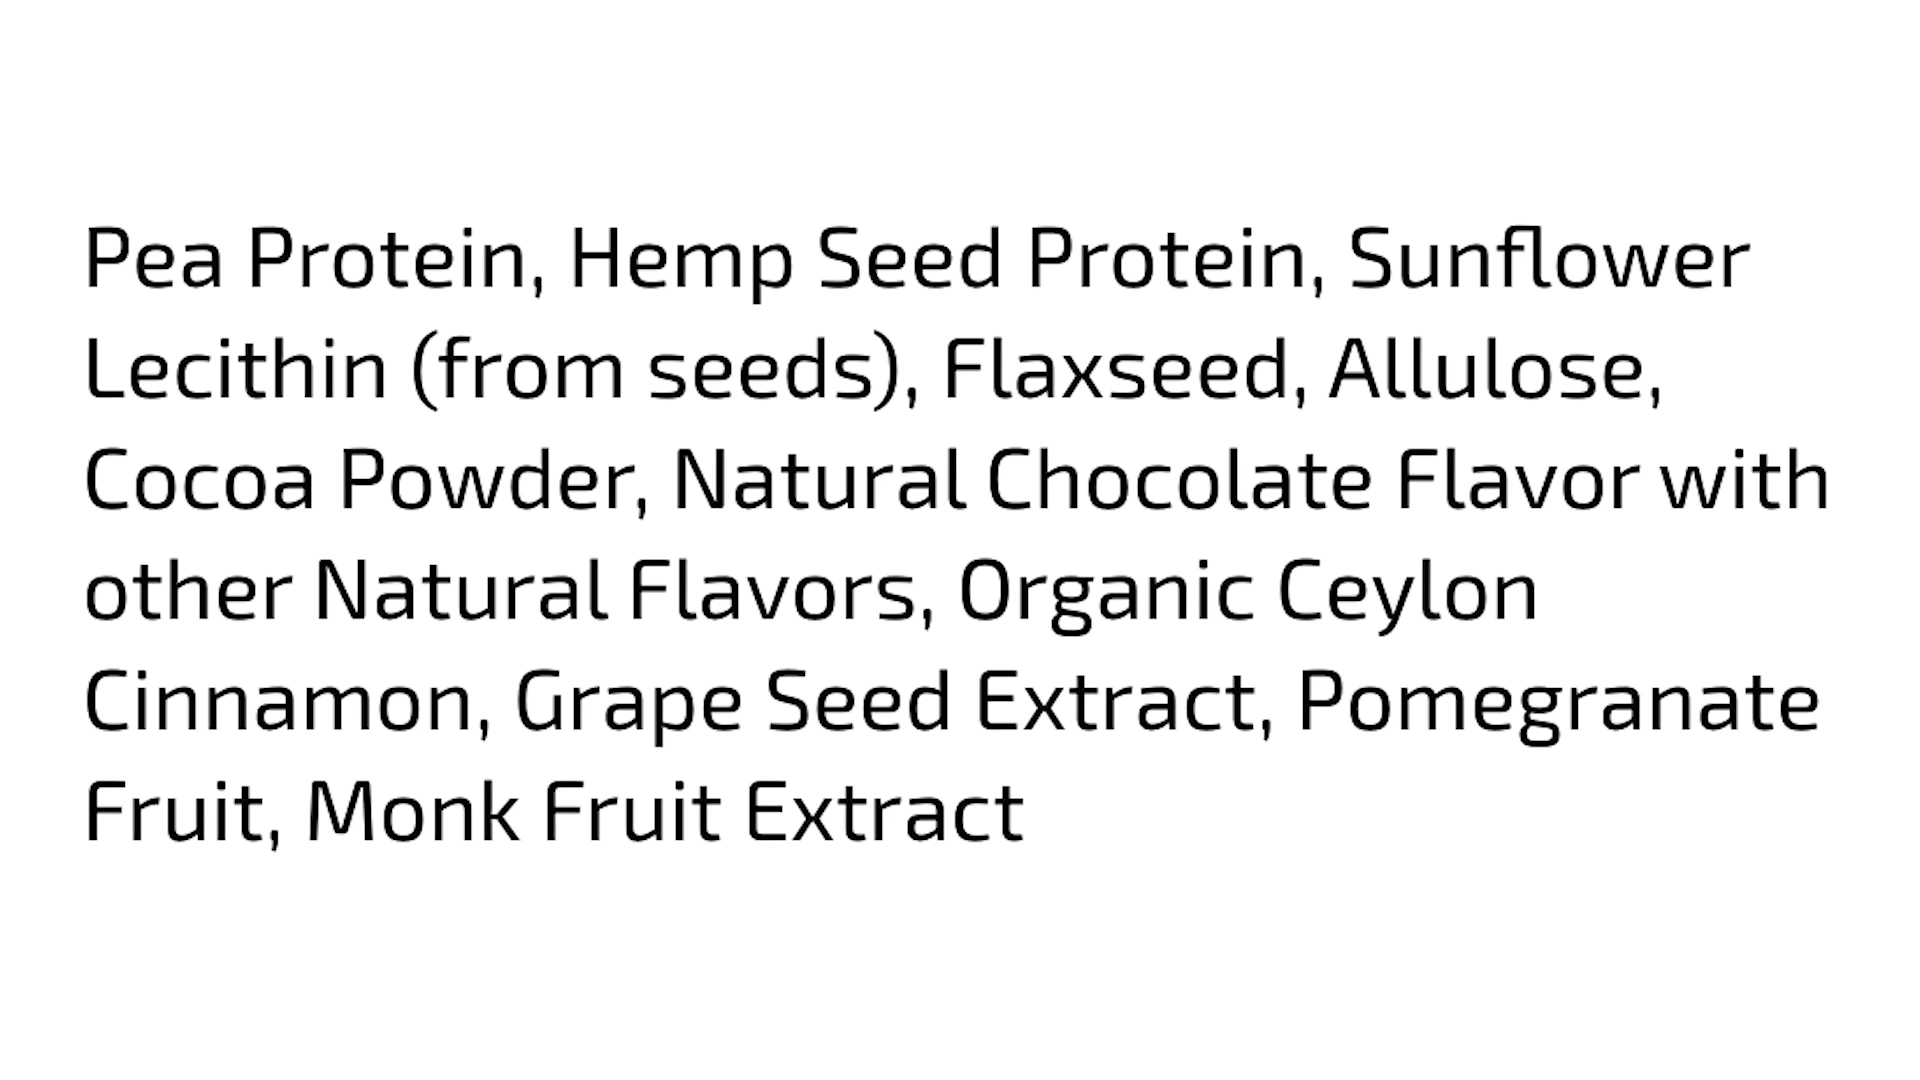 Pea Protein, Hemp Seed Protein, Sunflower
Lecithin (from seeds), Flaxseed, Allulose,
Cocoa Powder, Natural Chocolate Flavor with
other Natural Flavors, Organic Ceylon
Cinnamon, Grape Seed Extract, Pomegranate
Fruit, Monk Fruit Extract